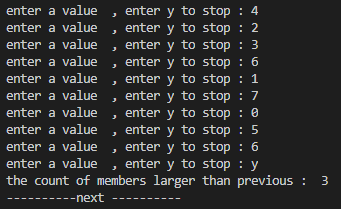 enter a value  , enter y to stop : 4
enter a value  , enter y to stop : 2
enter a value  , enter y to stop : 3
enter a value  , enter y to stop : 6
enter a value  , enter y to stop : 1
enter a value  , enter y to stop : 7
enter a value  , enter y to stop : 0
enter a value  , enter y to stop : 5
enter a value  , enter y to stop : 6
enter a value  , enter y to stop : y
the count of members larger than previous :  3
----------next ----------